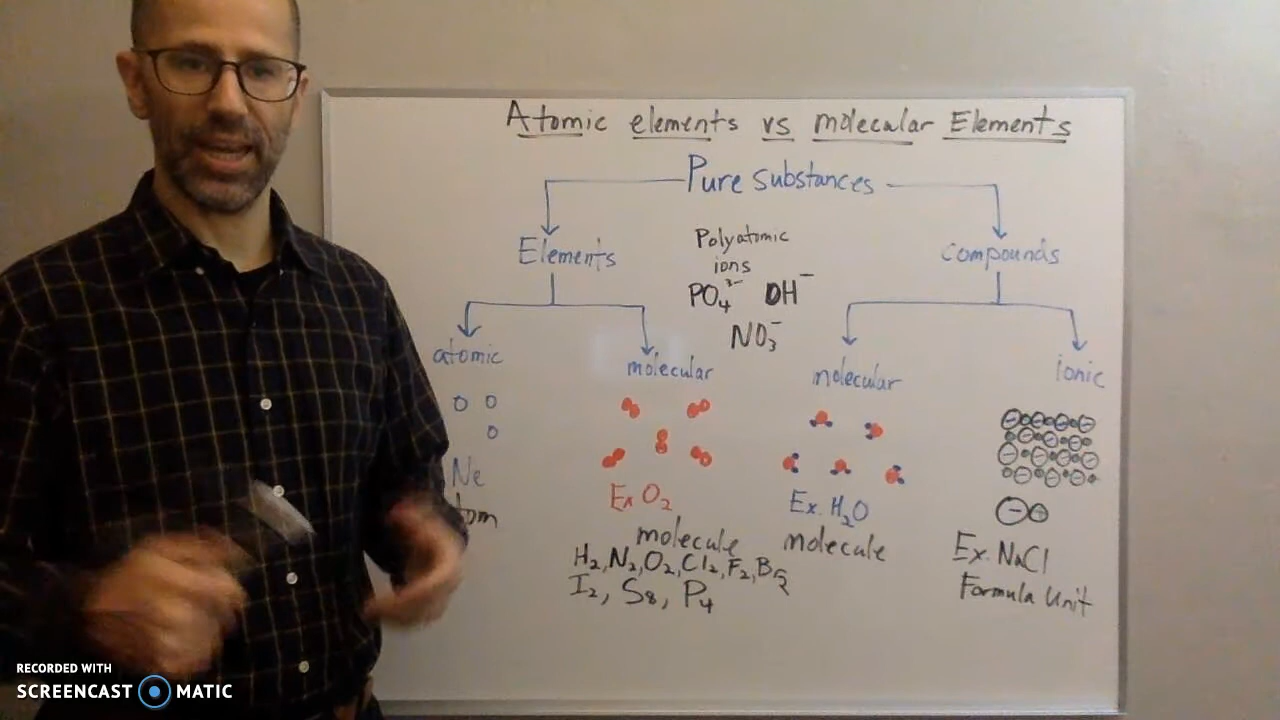 Atomic elements vs molecular Elements
Pure substances
Elements
Polyatomic
ions
compounds
PO₄³⁻ OH⁻
NO₃⁻
atomic
molecular
molecular
ionic
Ne
Ex O₂
Ex. H₂O
Ex. NaCl
molecule
molecule
H₂, N₂, O₂, Cl₂, F₂, Br₂
I₂, S₈, P₄
Formula Unit
RECORDED WITH
SCREENCAST MATIC